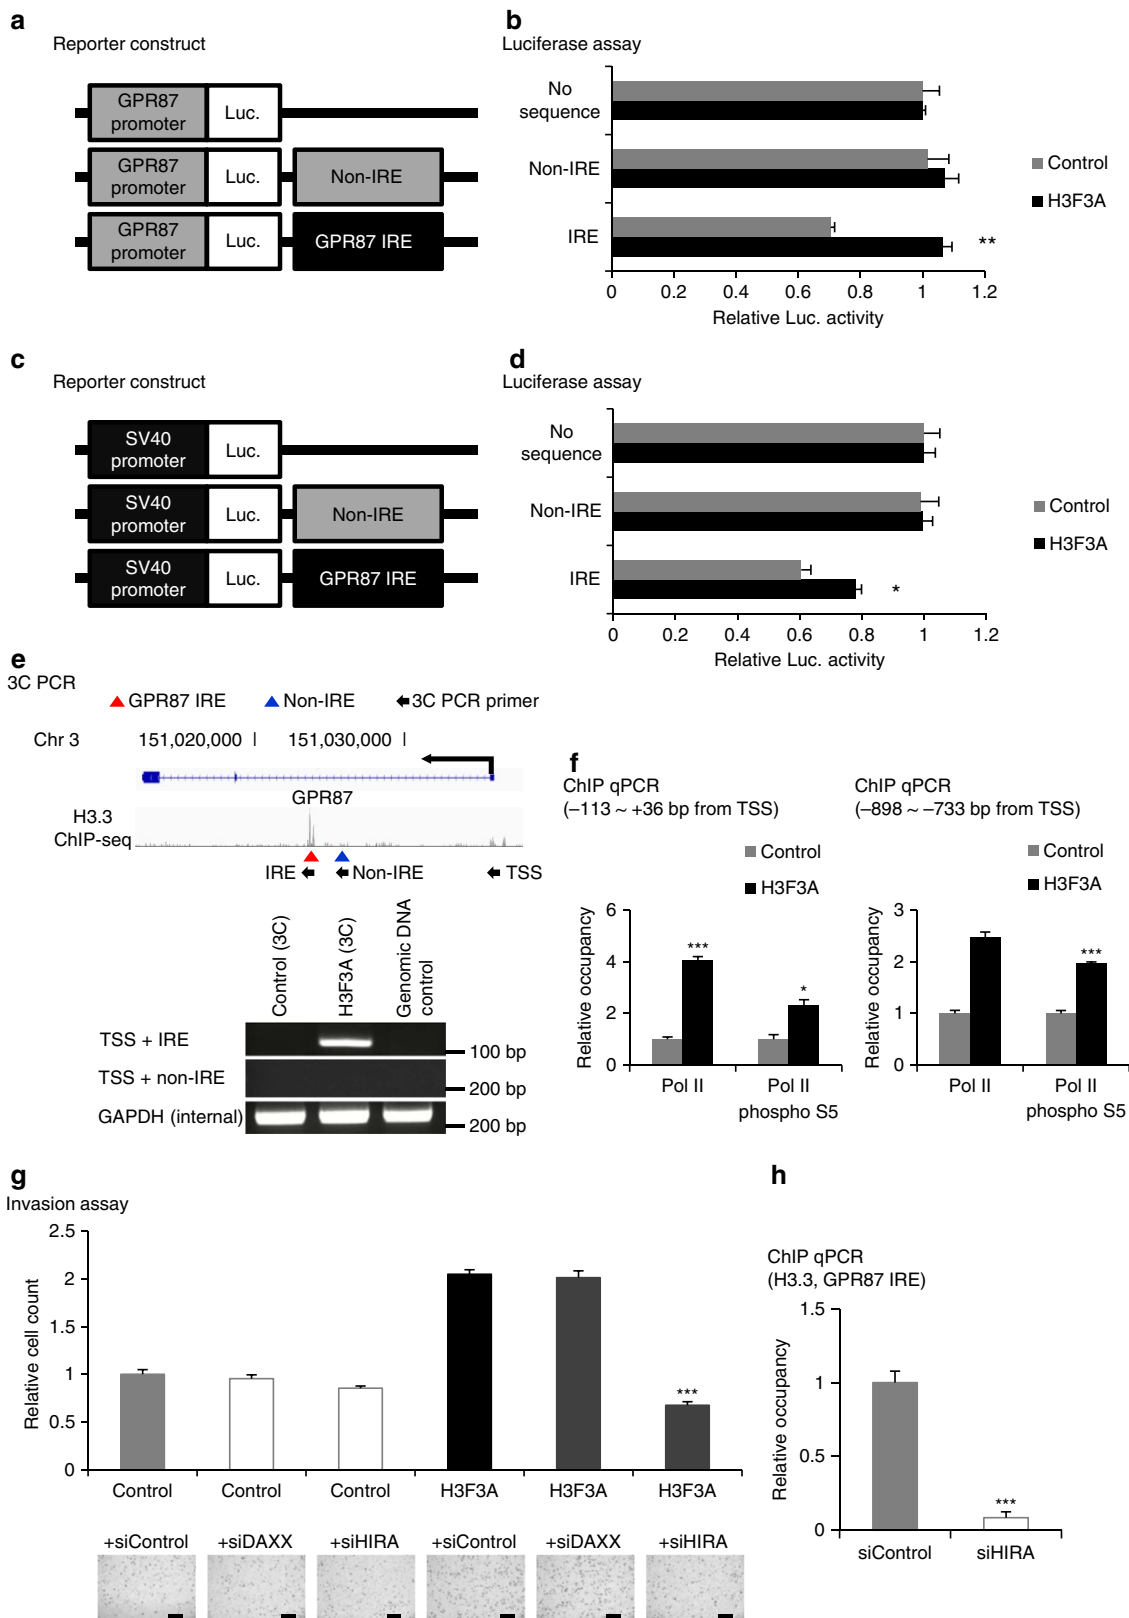 a
Reporter construct
GPR87
promoter
Luc.
GPR87
promoter
Luc.
Non-IRE
GPR87
promoter
Luc.
GPR87 IRE
b
Luciferase assay
No
sequence
Non-IRE
IRE
**
0 0.2 0.4 0.6 0.8 1 1.2
Relative Luc. activity
Control
H3F3A
c
Reporter construct
SV40
promoter
Luc.
SV40
promoter
Luc.
Non-IRE
SV40
promoter
Luc.
GPR87 IRE
d
Luciferase assay
No
sequence
Non-IRE
IRE
*
0 0.2 0.4 0.6 0.8 1 1.2
Relative Luc. activity
Control
H3F3A
e
3C PCR
GPR87 IRE Non-IRE 3C PCR primer
Chr 3 151,020,000 151,030,000
GPR87
H3.3
ChIP-seq
IRE Non-IRE TSS
Control (3C)
H3F3A (3C)
Genomic DNA
control
TSS + IRE
100 bp
TSS + non-IRE
200 bp
GAPDH (internal)
200 bp
f
ChIP qPCR
(–113 ~ +36 bp from TSS)
Control
H3F3A
Relative occupancy
6
4
2
0
***
*
Pol II
Pol II
phospho S5
ChIP qPCR
(–898 ~ –733 bp from TSS)
Control
H3F3A
Relative occupancy
3
2
1
0
***
Pol II
Pol II
phospho S5
g
Invasion assay
Relative cell count
2.5
2
1.5
1
0.5
0
***
Control Control Control H3F3A H3F3A H3F3A
+siControl +siDAXX +siHIRA +siControl +siDAXX +siHIRA
h
ChIP qPCR
(H3.3, GPR87 IRE)
Relative occupancy
1.5
1
0.5
0
***
siControl siHIRA